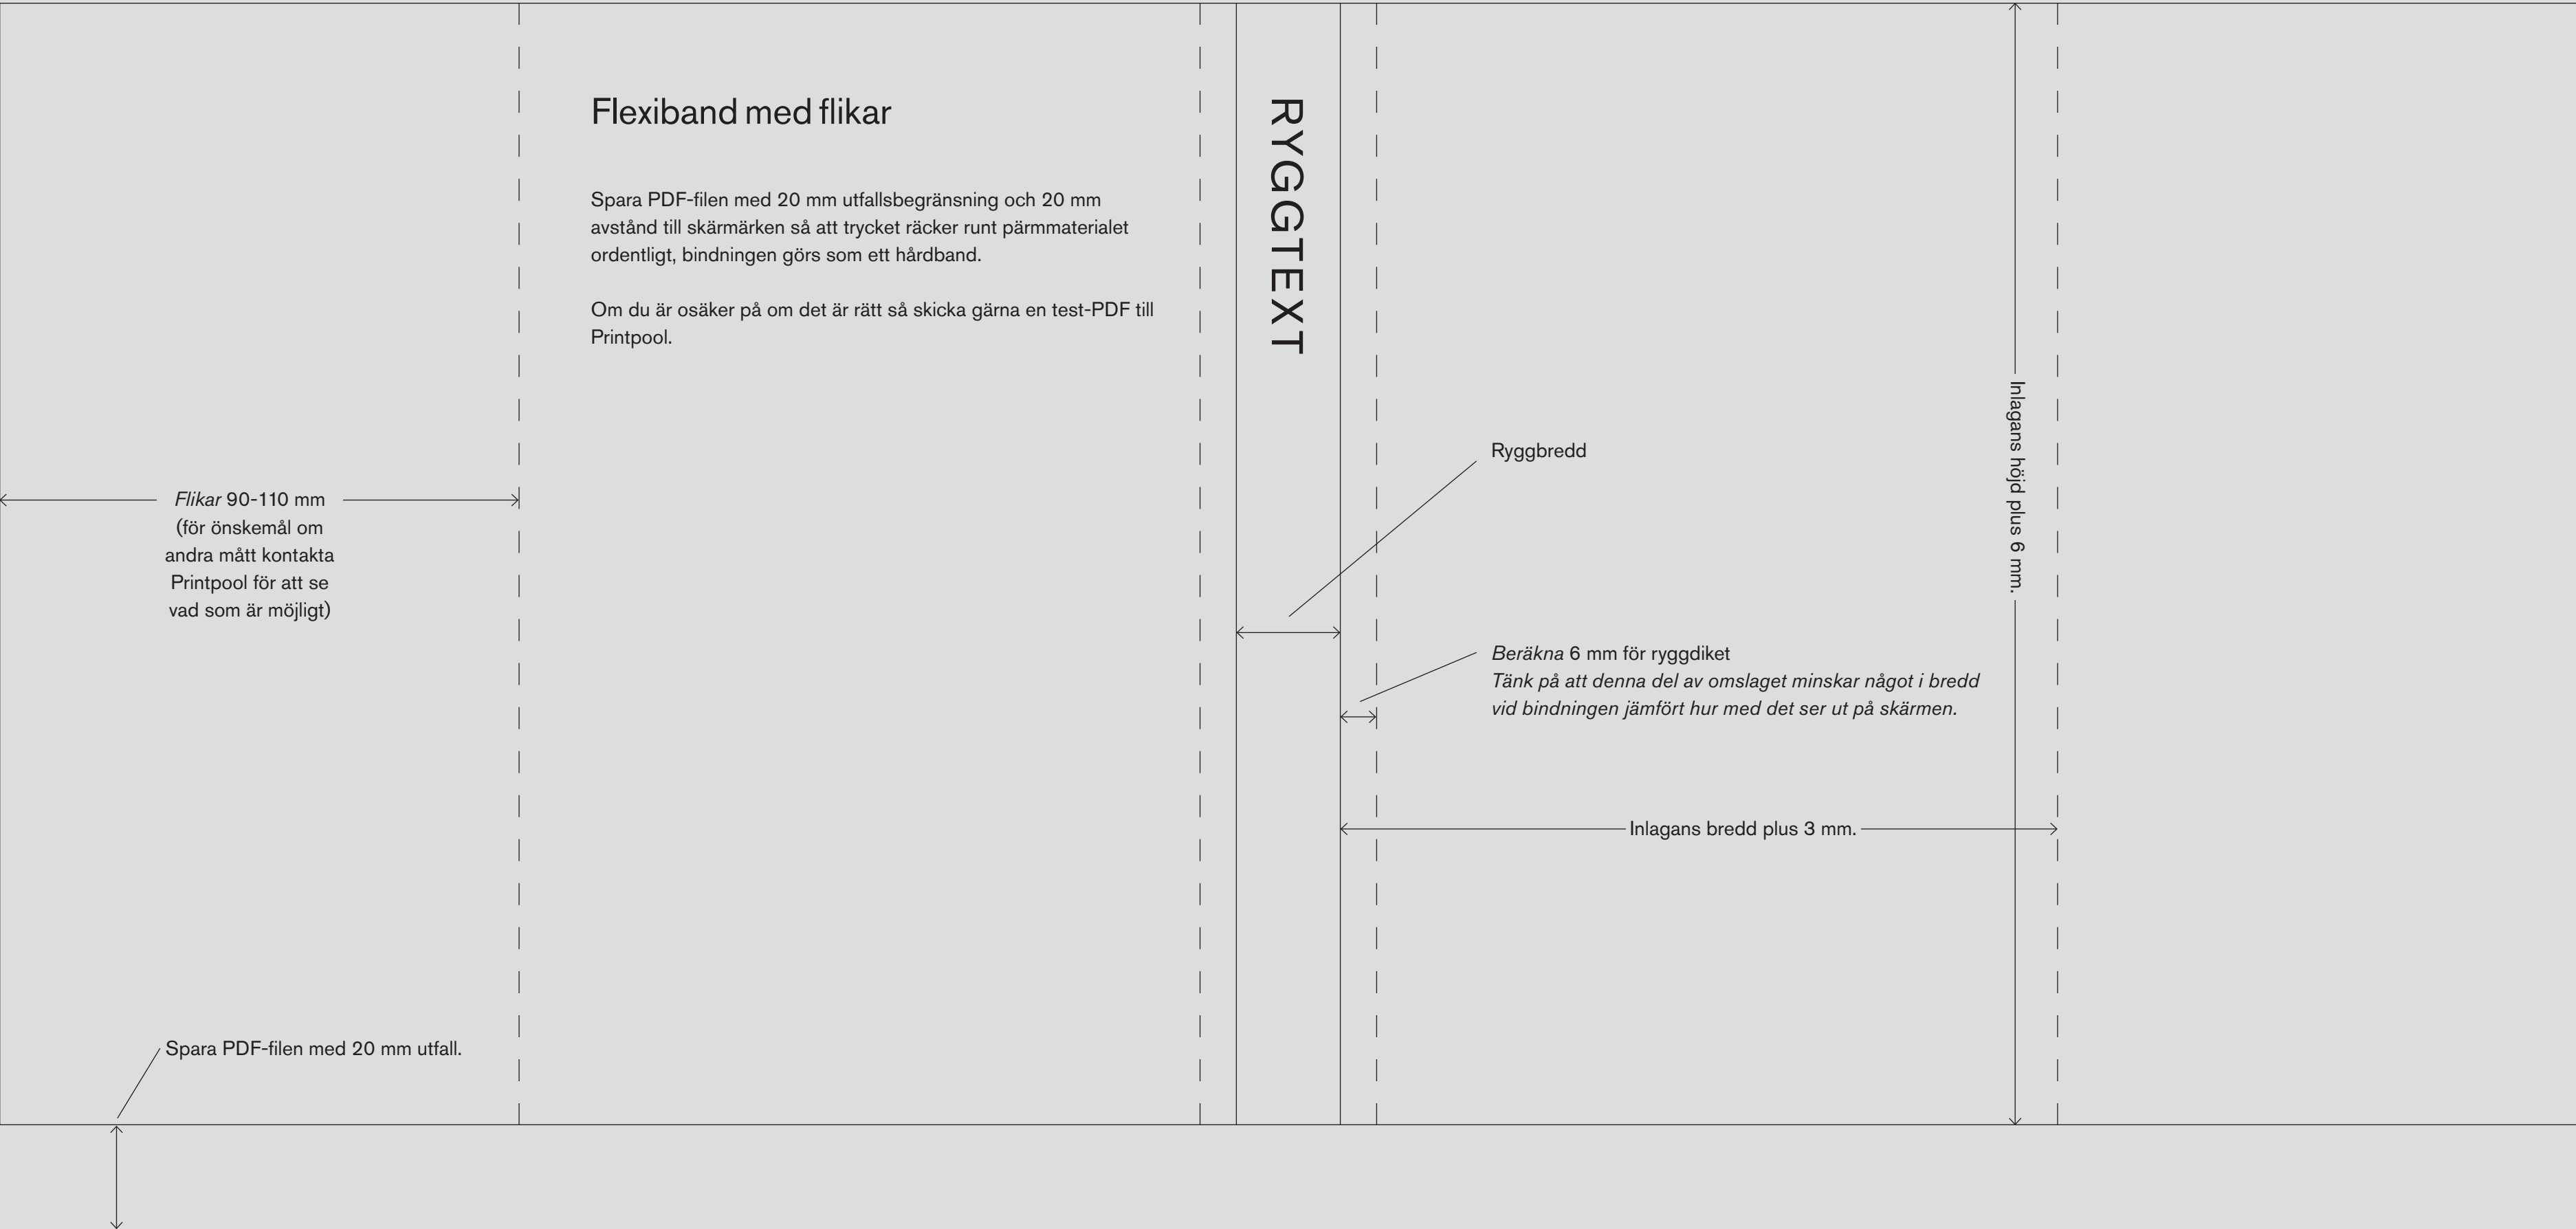 Flexiband med flikar
Spara PDF-filen med 20 mm utfallsbegränsning och 20 mm
avstånd till skärmärken så att trycket räcker runt pärmmaterialet
ordentligt, bindningen görs som ett hårdband.
Om du är osäker på om det är rätt så skicka gärna en test-PDF till
Printpool.
RYGGTEXT
Flikar 90-110 mm
(för önskemål om
andra mått kontakta
Printpool för att se
vad som är möjligt)
Ryggbredd
Inlagans höjd plus 6 mm.
Beräkna 6 mm för ryggdiket
Tänk på att denna del av omslaget minskar något i bredd
vid bindningen jämfört hur med det ser ut på skärmen.
Inlagans bredd plus 3 mm.
Spara PDF-filen med 20 mm utfall.